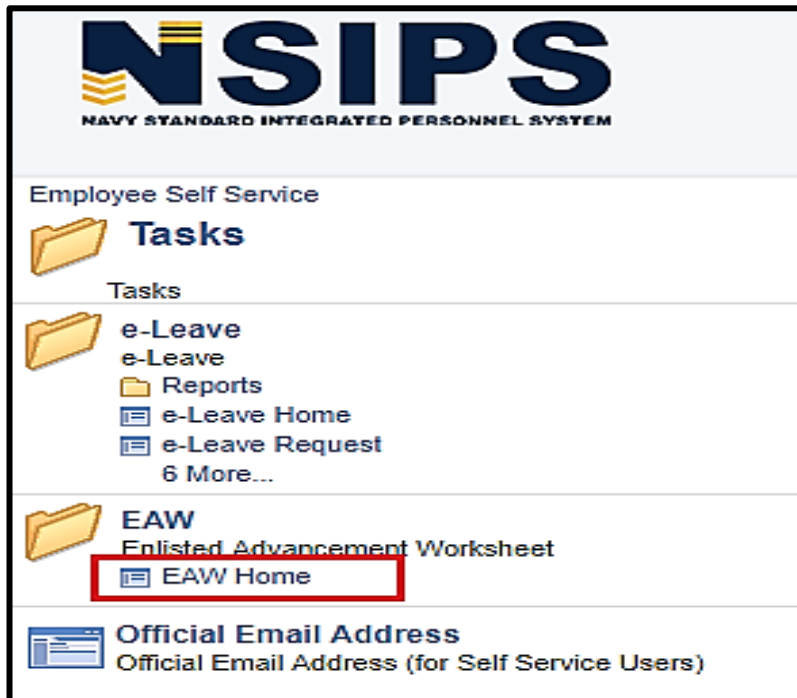 NSIPS
NAVY STANDARD INTEGRATED PERSONNEL SYSTEM
Employee Self Service
Tasks
Tasks
e-Leave
e-Leave
Reports
e-Leave Home
e-Leave Request
6 More...
EAW
Enlisted Advancement Worksheet
EAW Home
Official Email Address
Official Email Address (for Self Service Users)